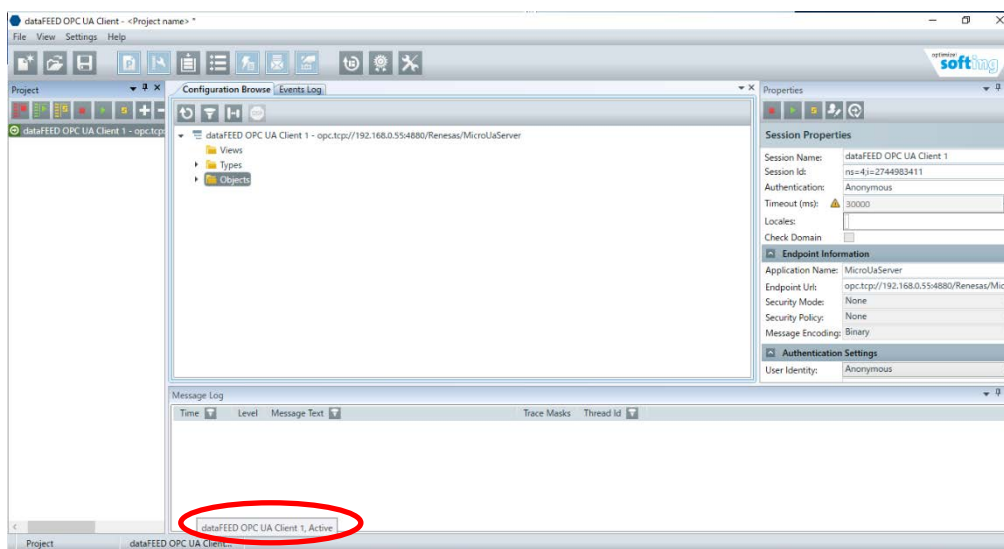 dataFEED OPC UA Client - <Project name> *
File View Settings Help
softing
Project
Configuration Browse Events Log
Properties
dataFEED OPC UA Client 1 - opc.tcp:
dataFEED OPC UA Client 1 - opc.tcp://192.168.0.55:4880/Renesas/MicroUaServer
Views
Types
Objects
Session Properties
Session Name: dataFEED OPC UA Client 1
Session Id: ns=4;i=2744983411
Authentication: Anonymous
Timeout (ms): 30000
Locales:
Check Domain
Endpoint Information
Application Name: MicroUaServer
Endpoint Url: opc.tcp://192.168.0.55:4880/Renesas/Mic
Security Mode: None
Security Policy: None
Message Encoding: Binary
Authentication Settings
User Identity: Anonymous
Message Log
Time Level Message Text Trace Masks Thread Id
dataFEED OPC UA Client 1, Active
Project dataFEED OPC UA Client...